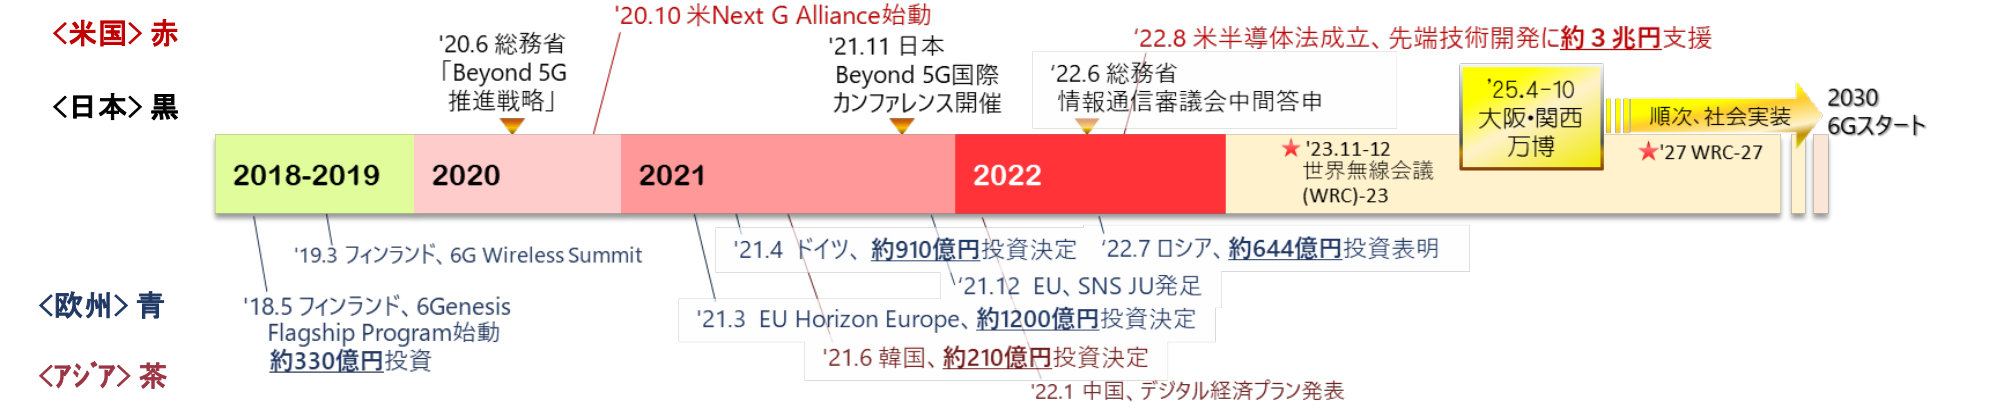 <米国> 赤
<日本> 黒
<欧州> 青
<ｱｼﾞｱ> 茶
'20.10 米Next G Alliance始動
'20.6 総務省
「Beyond 5G
推進戦略」
'21.11 日本
Beyond 5G国際
カンファレンス開催
‘22.8 米半導体法成立、先端技術開発に約３兆円支援
‘22.6 総務省
情報通信審議会中間答申
’25.4-10
大阪・関西
万博
順次、社会実装
2030
6Gスタート
2018-2019
2020
2021
2022
★'23.11-12
世界無線会議
(WRC)-23
★'27 WRC-27
'19.3 フィンランド、6G Wireless Summit
'18.5 フィンランド、6Genesis
Flagship Program始動
約330億円投資
'21.4 ドイツ、約910億円投資決定
‘22.7 ロシア、約644億円投資表明
‘21.12 EU、SNS JU発足
'21.3 EU Horizon Europe、約1200億円投資決定
'21.6 韓国、約210億円投資決定
'22.1 中国、デジタル経済プラン発表